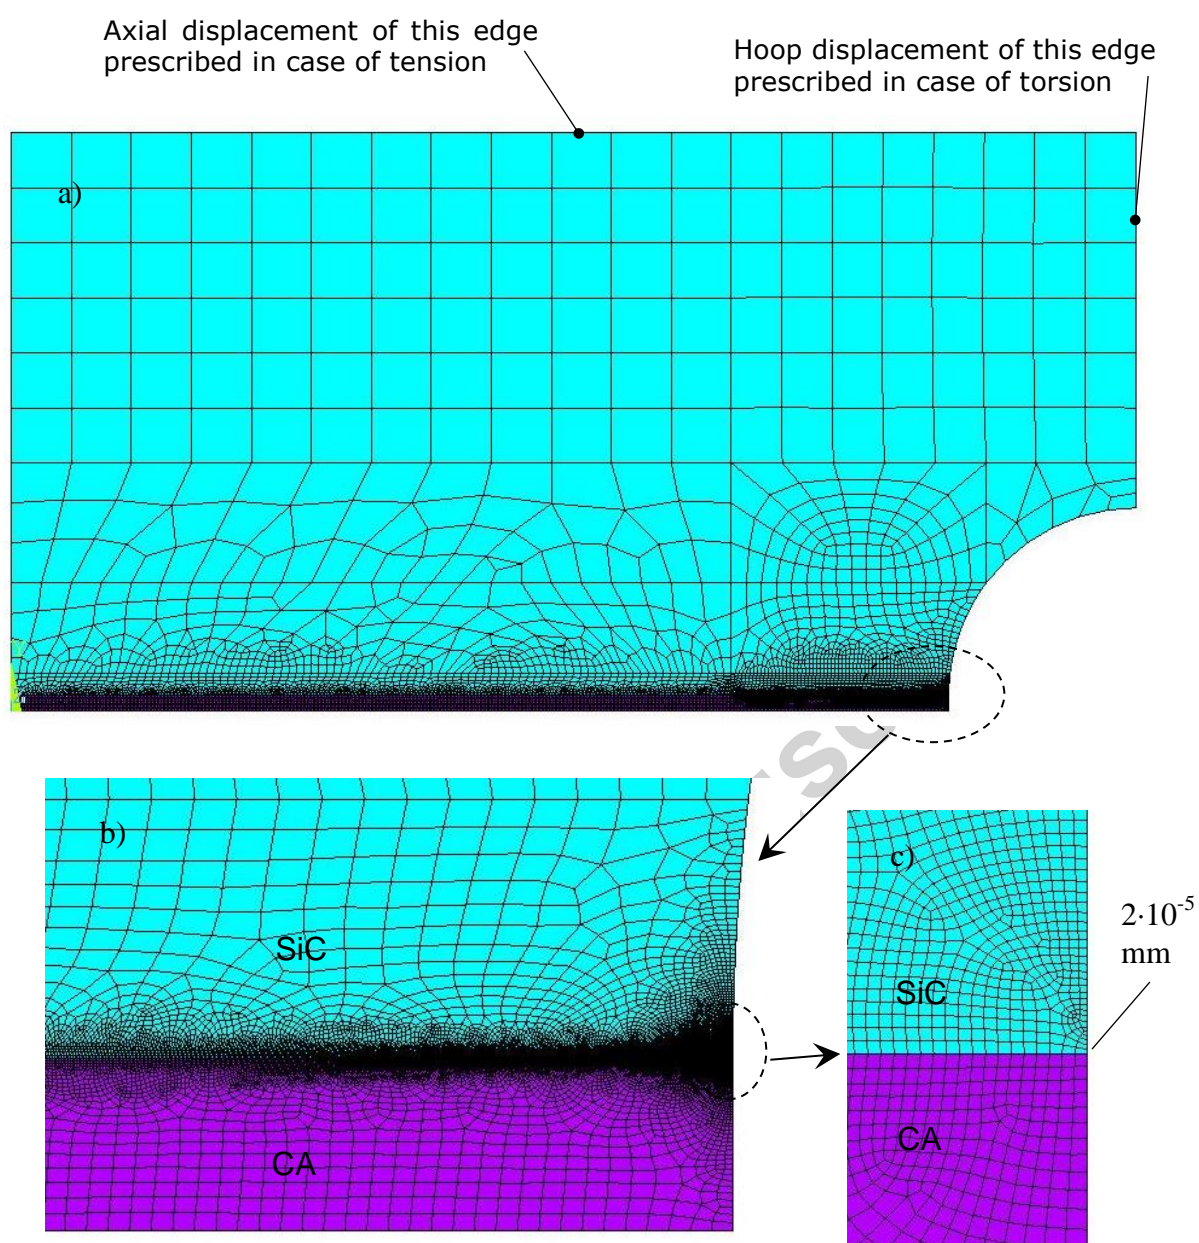 Axial displacement of this edge
prescribed in case of tension
Hoop displacement of this edge
prescribed in case of torsion
a)
b)
SiC
CA
c)
SiC
CA
2·10⁻⁵
mm